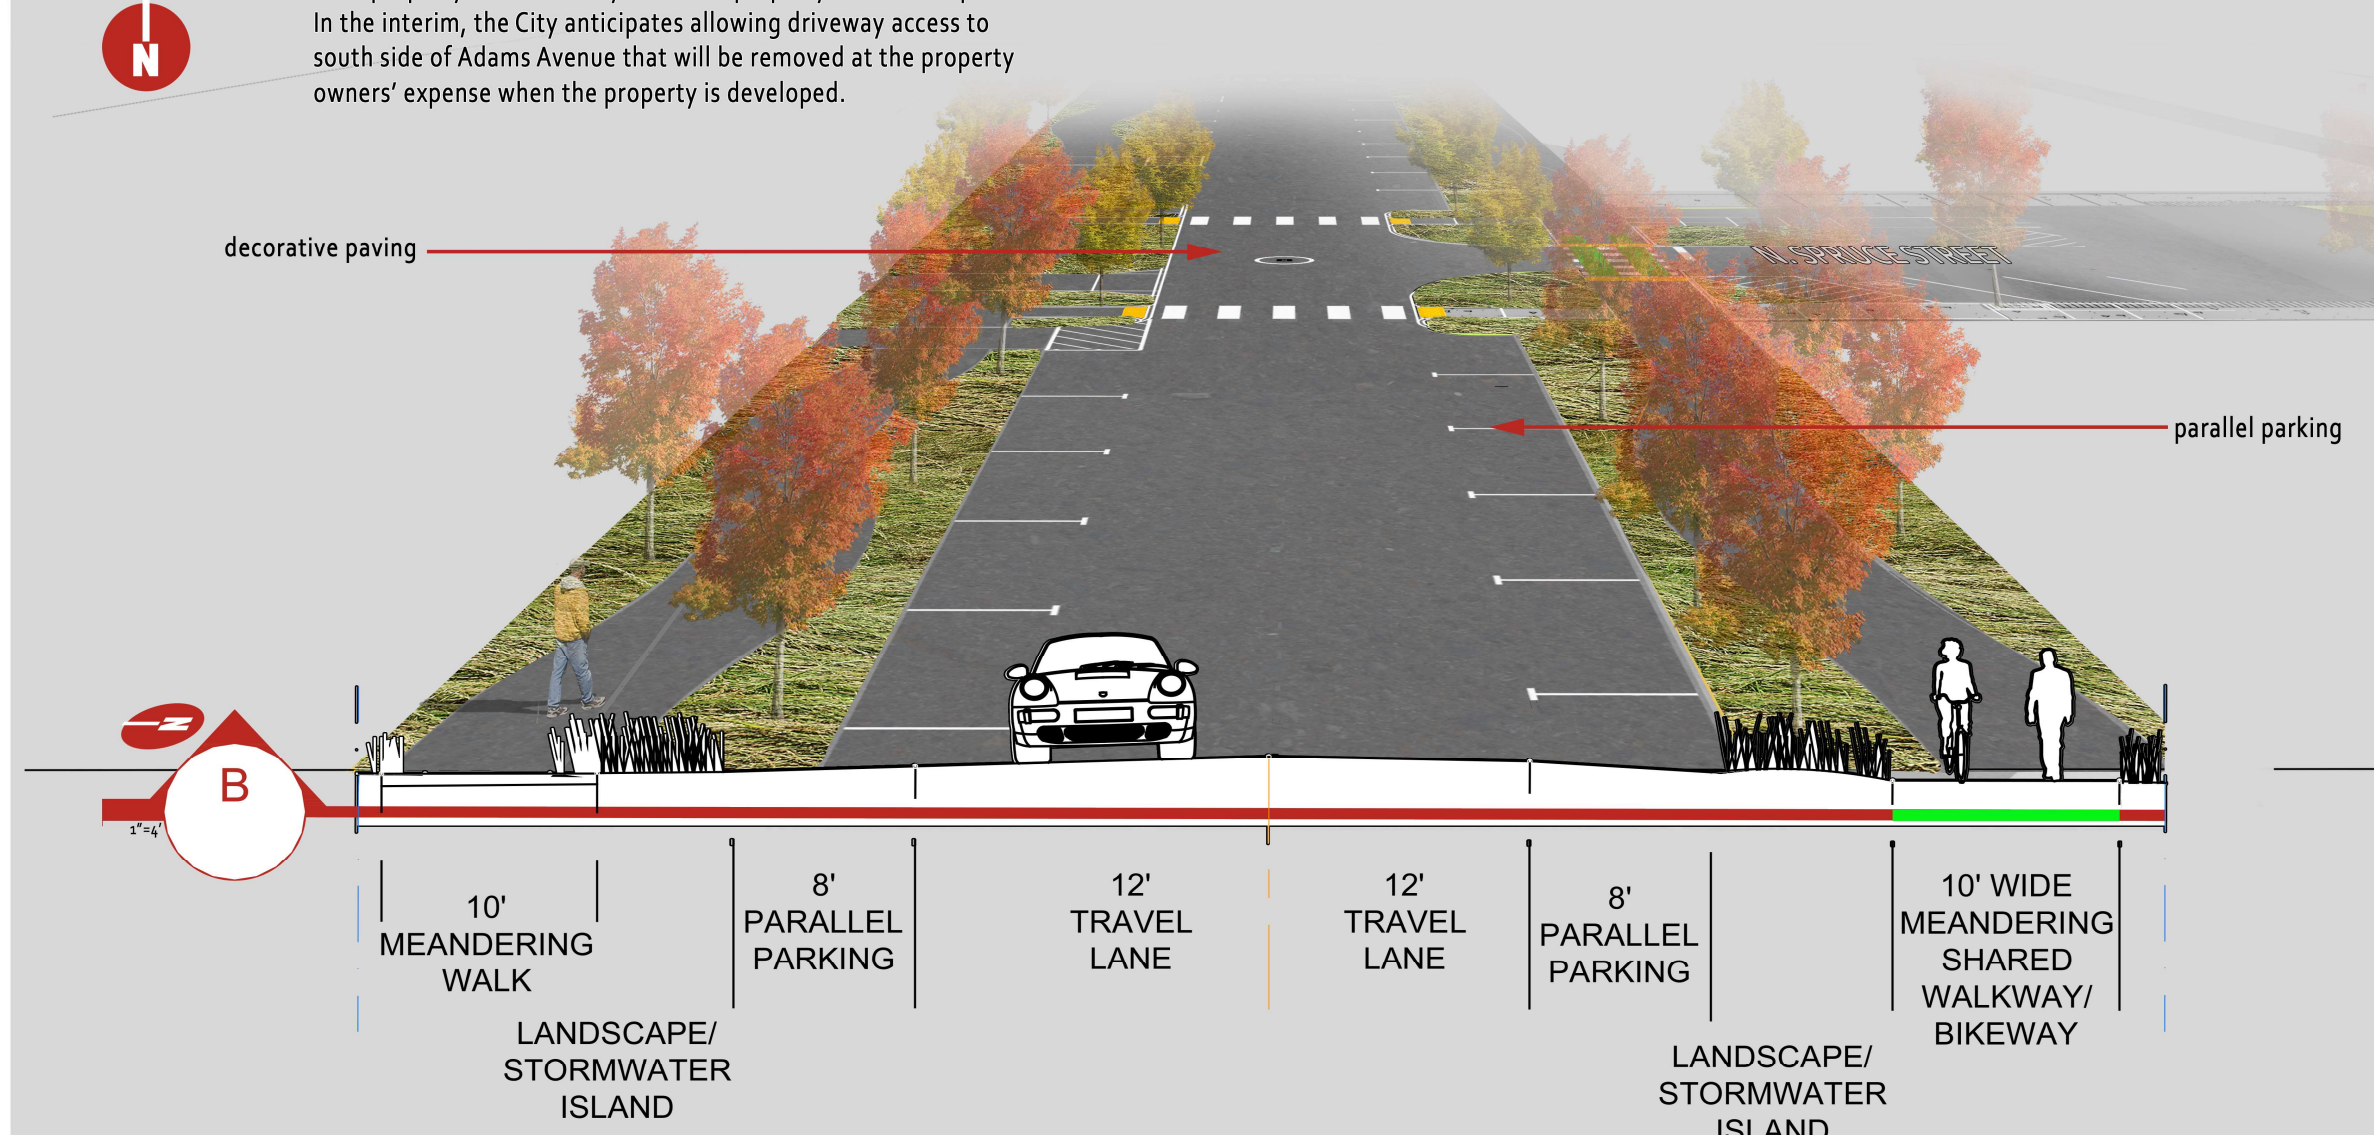 In the interim, the City anticipates allowing driveway access to
south side of Adams Avenue that will be removed at the property
owners' expense when the property is developed.
N
decorative paving
N. SPRUCE STREET
parallel parking
N
B
1"=4'
10'
MEANDERING
WALK
LANDSCAPE/
STORMWATER
ISLAND
8'
PARALLEL
PARKING
12'
TRAVEL
LANE
12'
TRAVEL
LANE
8'
PARALLEL
PARKING
LANDSCAPE/
STORMWATER
ISLAND
10' WIDE
MEANDERING
SHARED
WALKWAY/
BIKEWAY